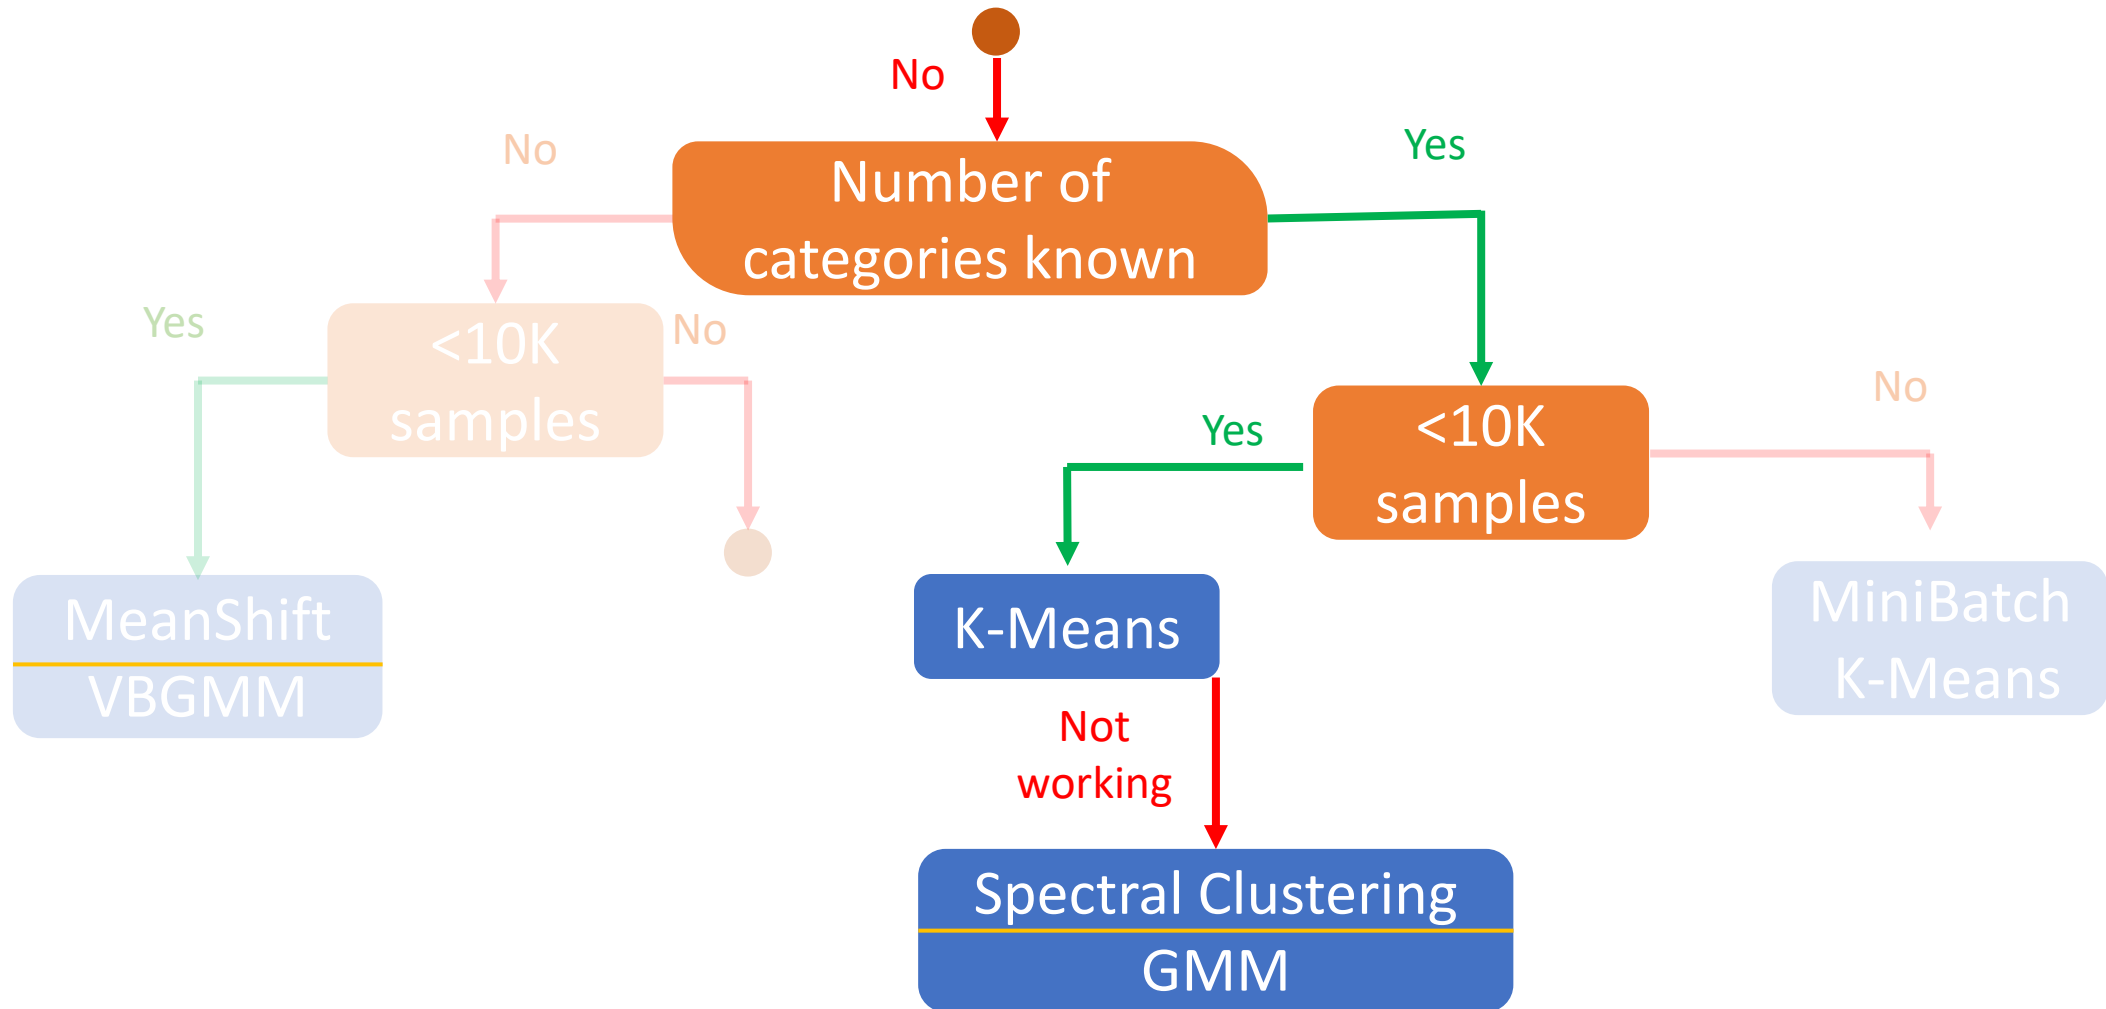 No
No
Yes
Number of
categories known
Yes
No
<10K
samples
No
Yes
<10K
samples
MeanShift
VBGMM
K-Means
MiniBatch
K-Means
Not
working
Spectral Clustering
GMM